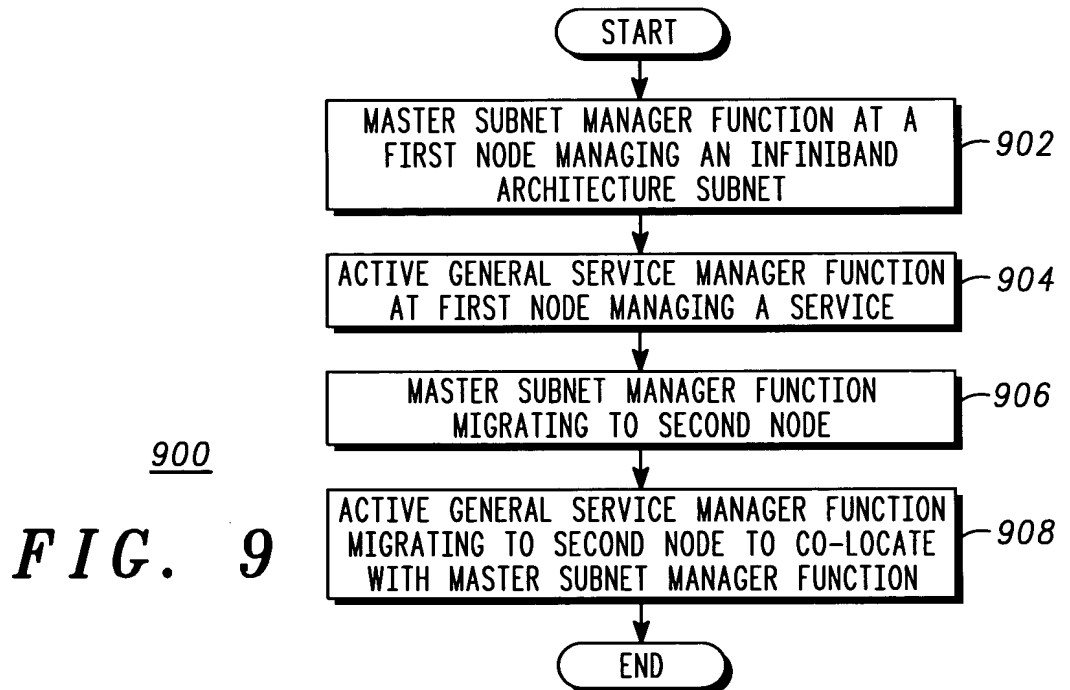 START
MASTER SUBNET MANAGER FUNCTION AT A
FIRST NODE MANAGING AN INFINIBAND
ARCHITECTURE SUBNET
902
ACTIVE GENERAL SERVICE MANAGER FUNCTION
AT FIRST NODE MANAGING A SERVICE
904
MASTER SUBNET MANAGER FUNCTION
MIGRATING TO SECOND NODE
906
ACTIVE GENERAL SERVICE MANAGER FUNCTION
MIGRATING TO SECOND NODE TO CO-LOCATE
WITH MASTER SUBNET MANAGER FUNCTION
908
END
900
FIG. 9